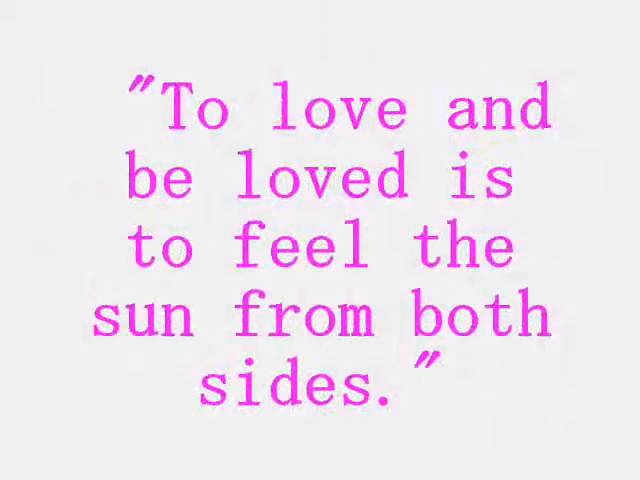 "To love and
be loved is
to feel the
sun from both
sides."